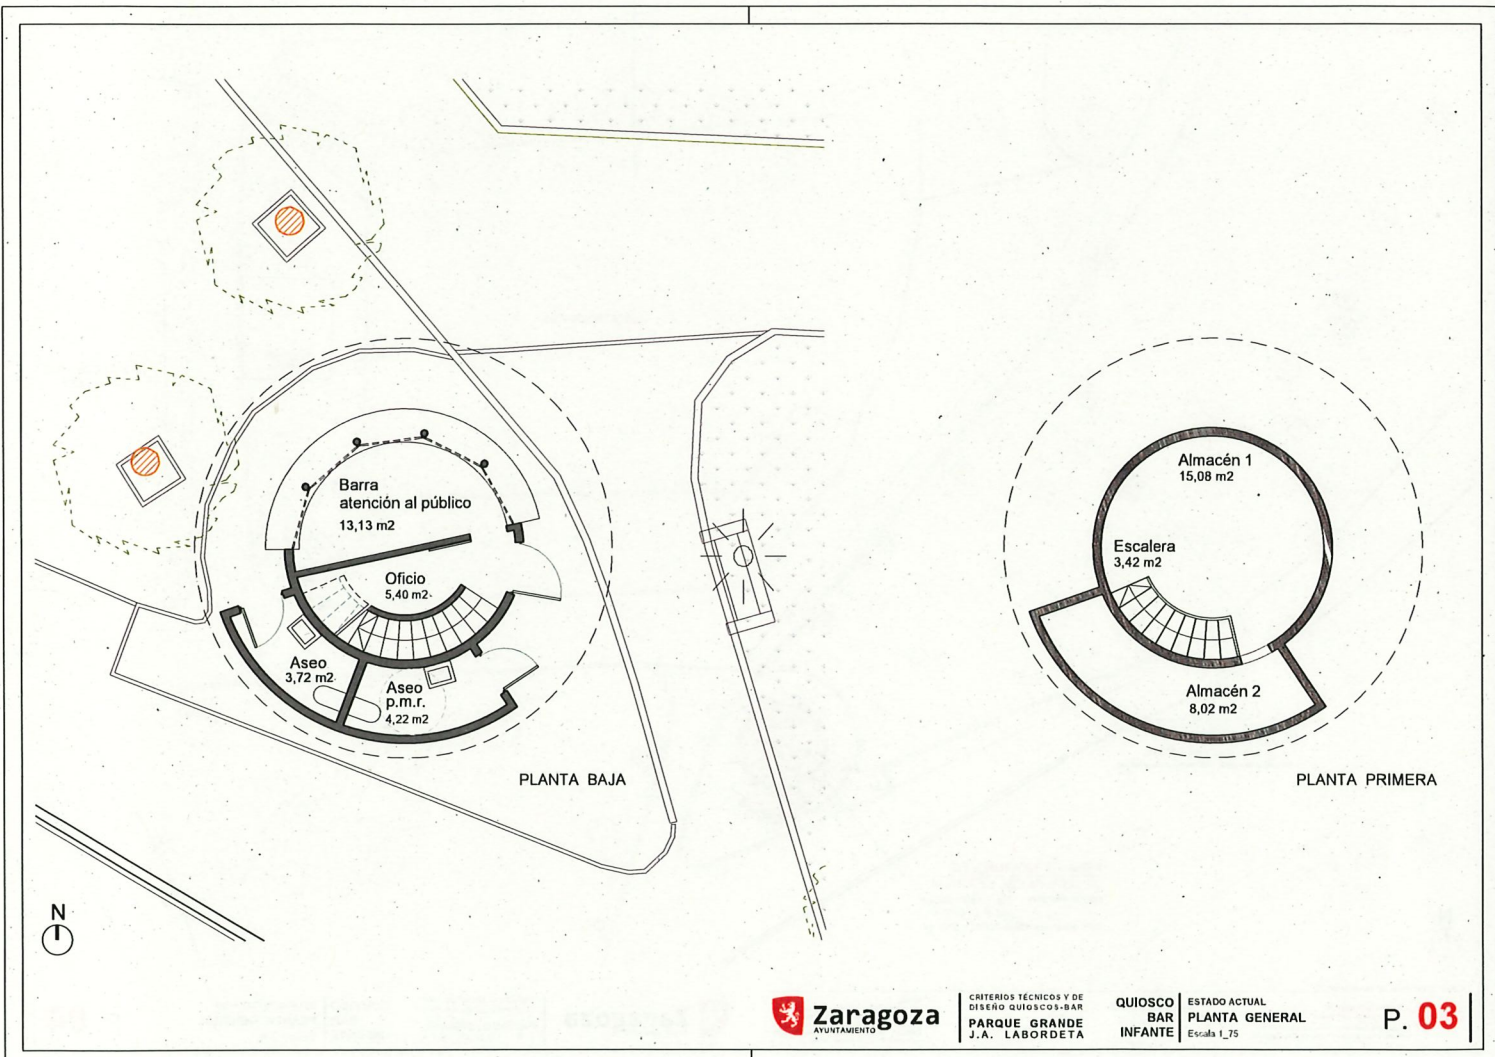 Barra
atención al público
13,13 m2
Oficio
5,40 m2
Aseo
3,72 m2
Aseo
p.m.r.
4,22 m2
PLANTA BAJA
Almacén 1
15,08 m2
Escalera
3,42 m2
Almacén 2
8,02 m2
PLANTA PRIMERA
N
Zaragoza
AYUNTAMIENTO
CRITERIOS TÉCNICOS Y DE
DISEÑO QUIOSCOS-BAR
PARQUE GRANDE
J.A. LABORDETA
QUIOSCO
BAR
INFANTE
ESTADO ACTUAL
PLANTA GENERAL
Escala 1_75
P. 03